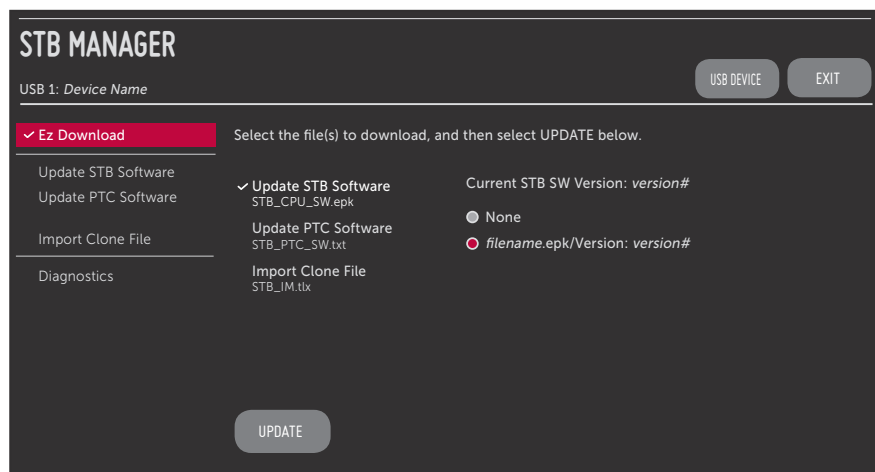 STB MANAGER
USB 1: Device Name
USB DEVICE
EXIT
Ez Download
Update STB Software
Update PTC Software
Import Clone File
Diagnostics
Select the file(s) to download, and then select UPDATE below.
Update STB Software
STB_CPU_SW.epk
Update PTC Software
STB_PTC_SW.txt
Import Clone File
STB_IM.tlx
Current STB SW Version: version#
None
filename.epk/Version: version#
UPDATE